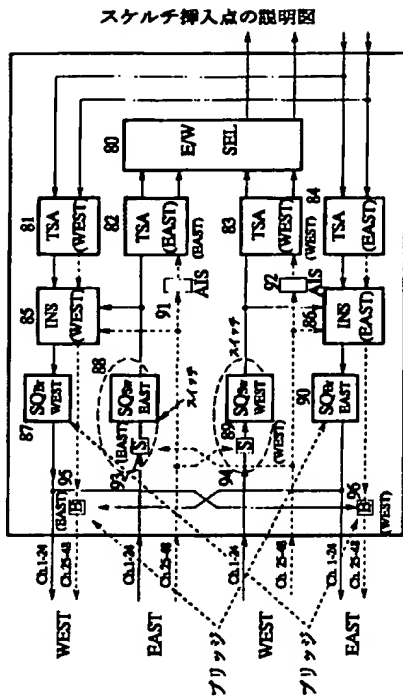 スケルチ挿入点の説明図
80
E/W
SEL
81
TSA
(WEST)
82
TSA
(EAST)
(EAST)
83
TSA
(WEST)
(WEST)
84
TSA
(EAST)
85
INS
(WEST)
91
AIS
92
AIS
86
INS
(EAST)
87
SQBr
WEST
88
SQSw
EAST
スイッチ
89
SQSw
WEST
スイッチ
90
SQBr
EAST
95
(EAST)
B
93
(EAST)
S
94
S
(WEST)
96
B
(WEST)
Ch.1-24
Ch.25-48
Ch.1-24
Ch.25-48
Ch.1-24
Ch.25-48
Ch.1-24
Ch.25-48
WEST
EAST
WEST
EAST
ブリッジ
ブリッジ